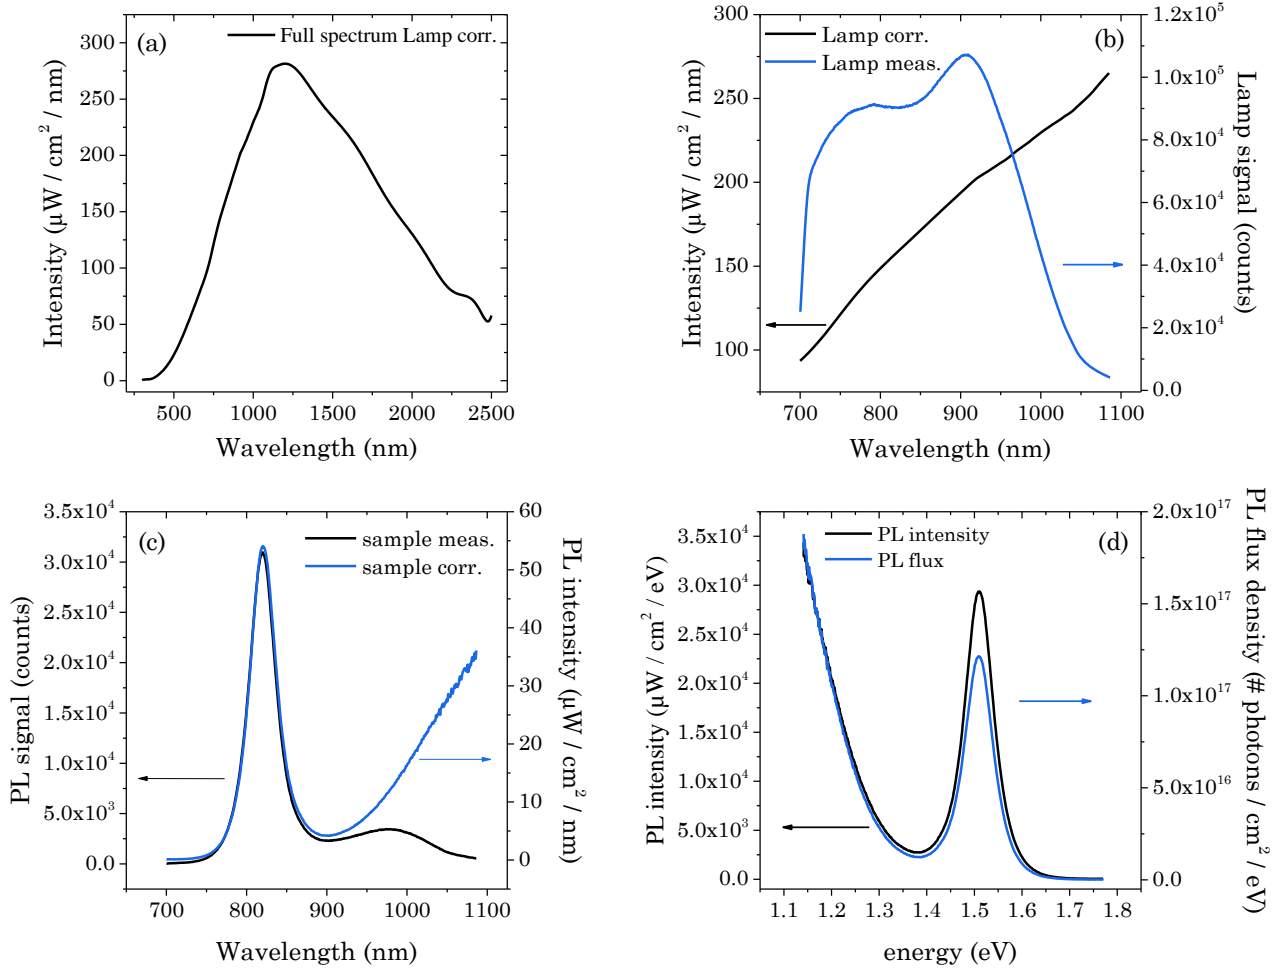 (a)
Full spectrum Lamp corr.
300
250
200
150
100
50
0
Intensity (µW / cm² / nm)
500 1000 1500 2000 2500
Wavelength (nm)
(b)
Lamp corr.
Lamp meas.
300
250
200
150
100
Intensity (µW / cm² / nm)
1.2x10⁵
1.0x10⁵
8.0x10⁴
6.0x10⁴
4.0x10⁴
2.0x10⁴
0.0
Lamp signal (counts)
700 800 900 1000 1100
Wavelength (nm)
(c)
sample meas.
sample corr.
3.5x10⁴
3.0x10⁴
2.5x10⁴
2.0x10⁴
1.5x10⁴
1.0x10⁴
5.0x10³
0.0
PL signal (counts)
60
50
40
30
20
10
0
PL intensity (µW / cm² / nm)
700 800 900 1000 1100
Wavelength (nm)
(d)
PL intensity
PL flux
3.5x10⁴
3.0x10⁴
2.5x10⁴
2.0x10⁴
1.5x10⁴
1.0x10⁴
5.0x10³
0.0
PL intensity (µW / cm² / eV)
2.0x10¹⁷
1.5x10¹⁷
1.0x10¹⁷
5.0x10¹⁶
0.0
PL flux density (# photons / cm² / eV)
1.1 1.2 1.3 1.4 1.5 1.6 1.7 1.8
energy (eV)